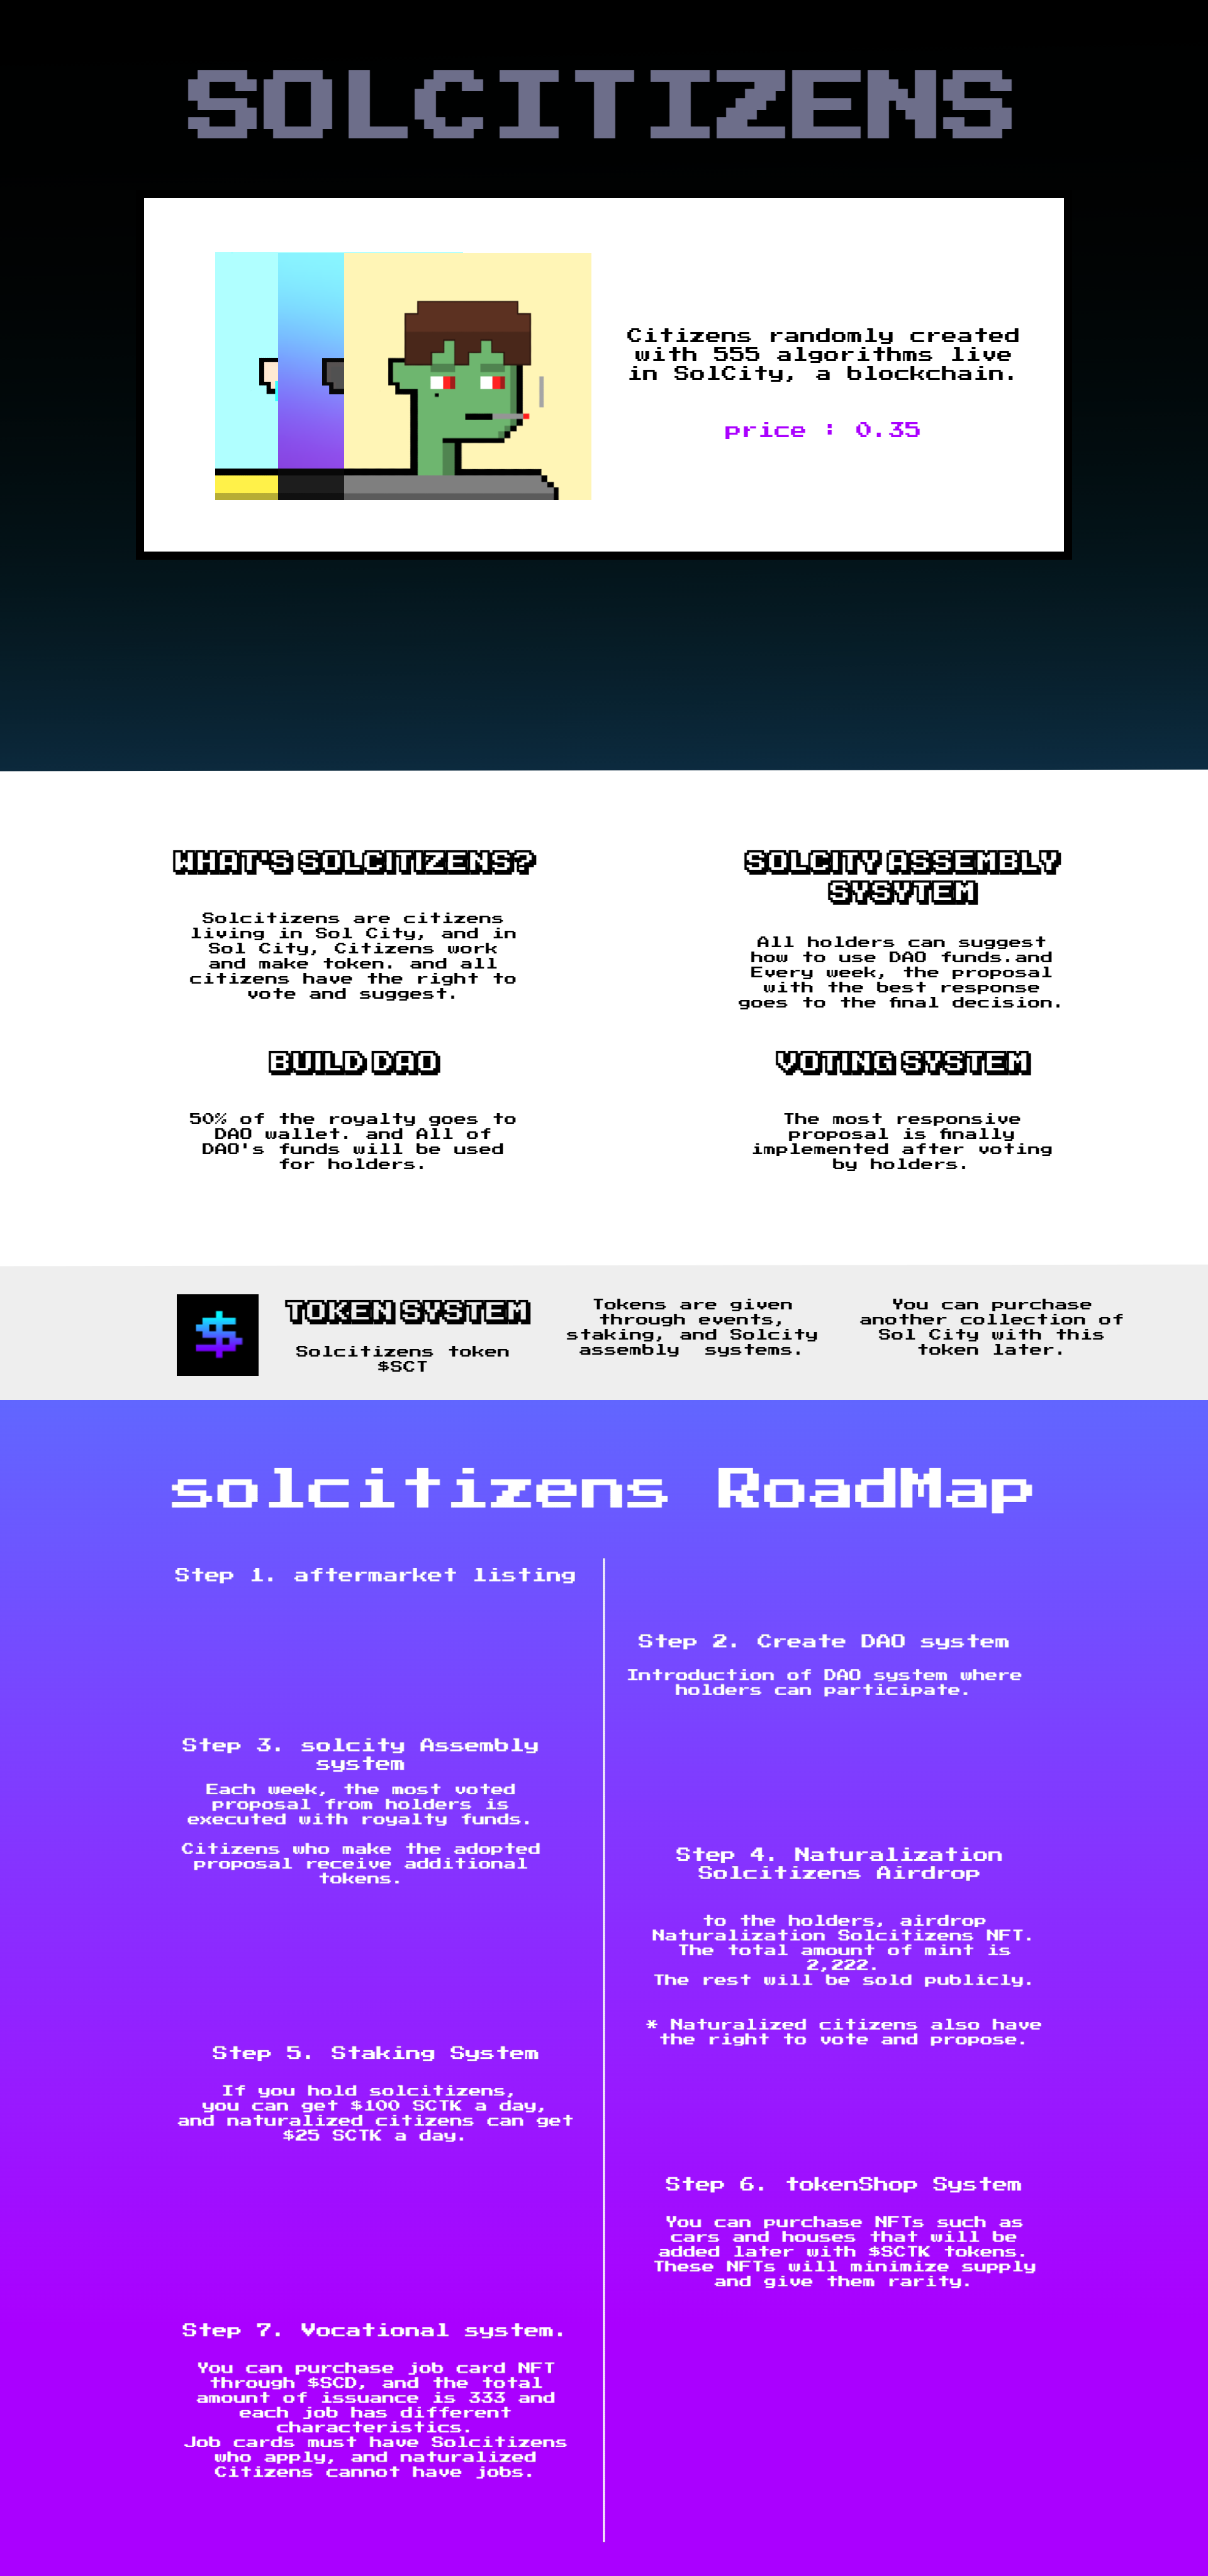 SOLCITIZENS
Citizens randomly created
with 555 algorithms live
in SolCity, a blockchain.
price : 0.35
WHAT'S SOLCITIZENS?
Solcitizens are citizens
living in Sol City, and in
Sol City, Citizens work
and make token. and all
citizens have the right to
vote and suggest.
SOLCITY ASSEMBLY
SYSYTEM
All holders can suggest
how to use DAO funds.and
Every week, the proposal
with the best response
goes to the final decision.
BUILD DAO
50% of the royalty goes to
DAO wallet. and All of
DAO's funds will be used
for holders.
VOTING SYSTEM
The most responsive
proposal is finally
implemented after voting
by holders.
$
TOKEN SYSTEM
Solcitizens token
$SCT
Tokens are given
through events,
staking, and Solcity
assembly  systems.
You can purchase
another collection of
Sol City with this
token later.
solcitizens RoadMap
Step 1. aftermarket listing
Step 2. Create DAO system
Introduction of DAO system where
holders can participate.
Step 3. solcity Assembly
system
Each week, the most voted
proposal from holders is
executed with royalty funds.
Citizens who make the adopted
proposal receive additional
tokens.
Step 4. Naturalization
Solcitizens Airdrop
to the holders, airdrop
Naturalization Solcitizens NFT.
The total amount of mint is
2,222.
The rest will be sold publicly.
* Naturalized citizens also have
the right to vote and propose.
Step 5. Staking System
If you hold solcitizens,
you can get $100 SCTK a day,
and naturalized citizens can get
$25 SCTK a day.
Step 6. tokenShop System
You can purchase NFTs such as
cars and houses that will be
added later with $SCTK tokens.
These NFTs will minimize supply
and give them rarity.
Step 7. Vocational system.
You can purchase job card NFT
through $SCD, and the total
amount of issuance is 333 and
each job has different
characteristics.
Job cards must have Solcitizens
who apply, and naturalized
Citizens cannot have jobs.